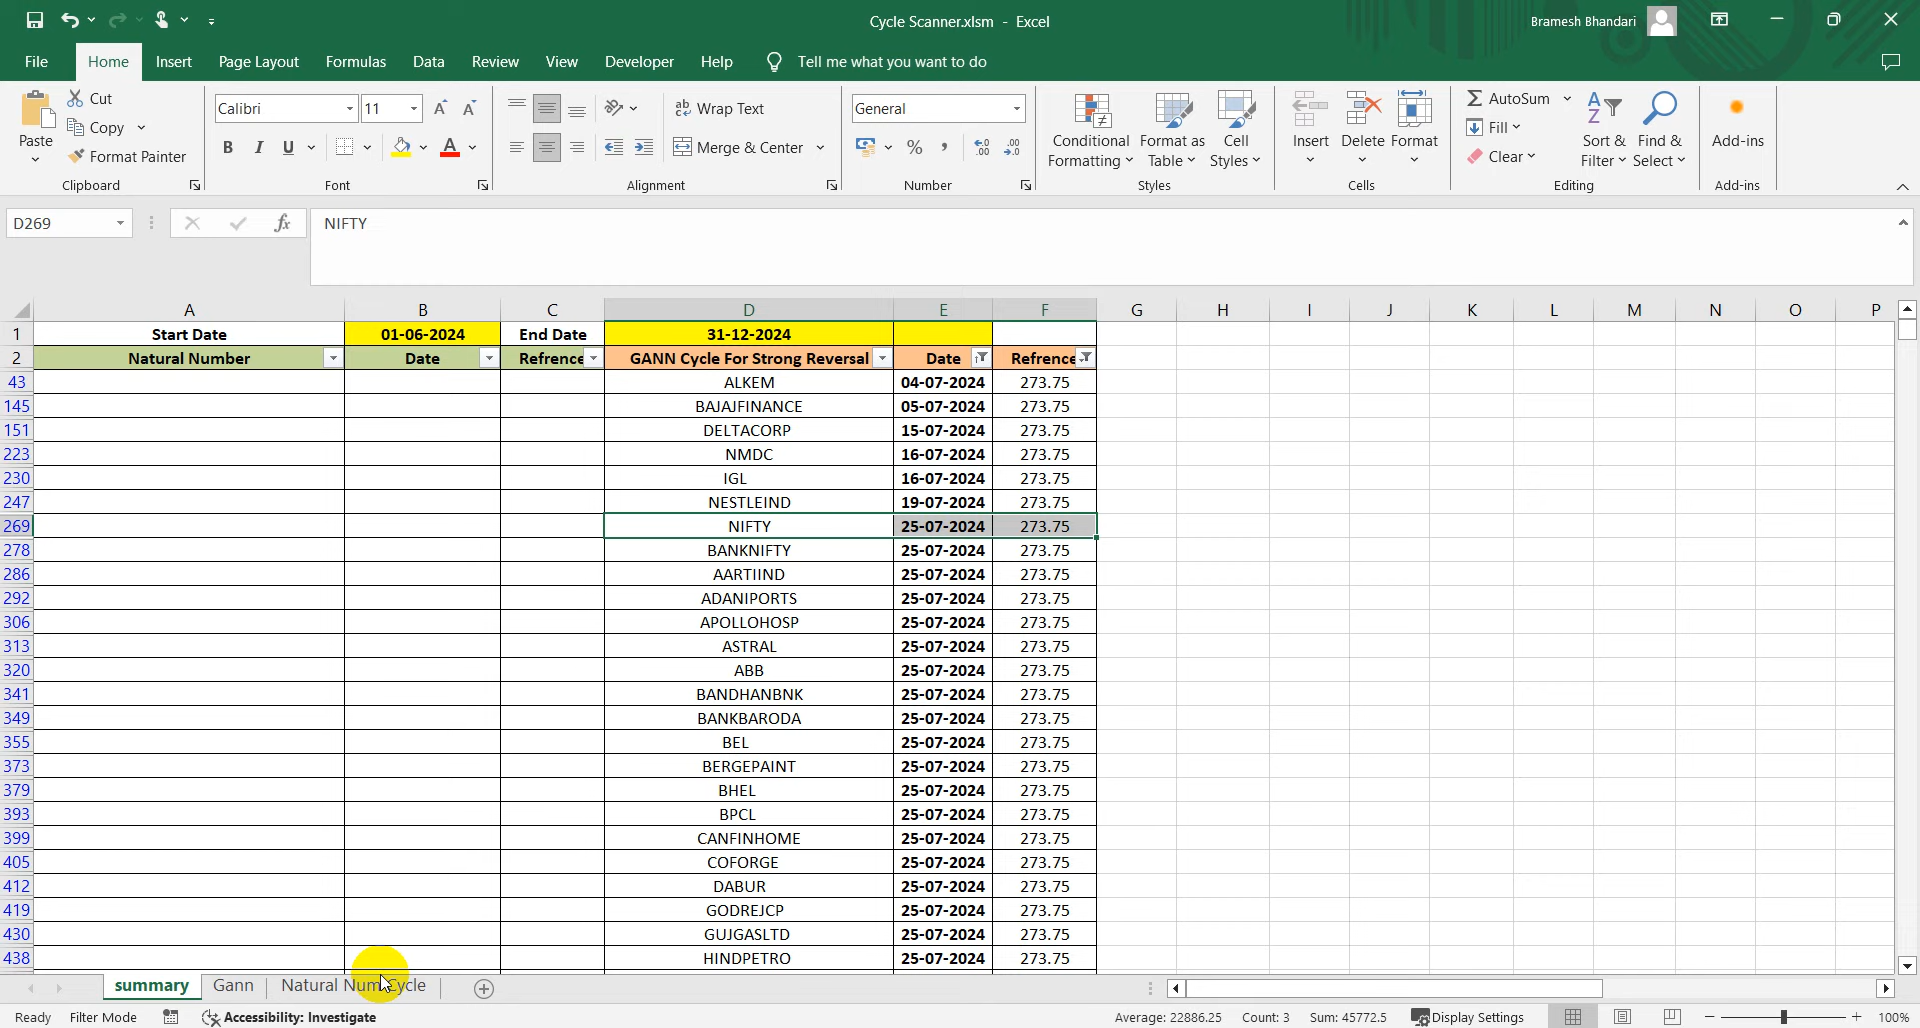 Cycle Scanner.xlsm - Excel
Bramesh Bhandari
File Home Insert Page Layout Formulas Data Review View Developer Help Tell me what you want to do
Paste
Cut
Copy
Format Painter
Clipboard
Calibri 11
B I U A
Font
ab Wrap Text
Merge & Center
Alignment
General
% ,
Number
Conditional Formatting
Format as Table
Cell Styles
Styles
Insert Delete Format
Cells
AutoSum
Fill
Clear
Sort & Filter
Find & Select
Editing
Add-ins
Add-ins
D269 fx NIFTY
A B C D E F G H I J K L M N O P
1 Start Date 01-06-2024 End Date 31-12-2024
2 Natural Number Date Refrence GANN Cycle For Strong Reversal Date Refrence
43 ALKEM 04-07-2024 273.75
145 BAJAJFINANCE 05-07-2024 273.75
151 DELTACORP 15-07-2024 273.75
223 NMDC 16-07-2024 273.75
230 IGL 16-07-2024 273.75
247 NESTLEIND 19-07-2024 273.75
269 NIFTY 25-07-2024 273.75
278 BANKNIFTY 25-07-2024 273.75
286 AARTIIND 25-07-2024 273.75
292 ADANIPORTS 25-07-2024 273.75
306 APOLLOHOSP 25-07-2024 273.75
313 ASTRAL 25-07-2024 273.75
320 ABB 25-07-2024 273.75
341 BANDHANBNK 25-07-2024 273.75
349 BANKBARODA 25-07-2024 273.75
355 BEL 25-07-2024 273.75
373 BERGEPAINT 25-07-2024 273.75
379 BHEL 25-07-2024 273.75
393 BPCL 25-07-2024 273.75
399 CANFINHOME 25-07-2024 273.75
405 COFORGE 25-07-2024 273.75
412 DABUR 25-07-2024 273.75
419 GODREJCP 25-07-2024 273.75
430 GUJGASLTD 25-07-2024 273.75
438 HINDPETRO 25-07-2024 273.75
summary Gann Natural Num Cycle
Ready Filter Mode Accessibility: Investigate Average: 22886.25 Count: 3 Sum: 45772.5 Display Settings 100%